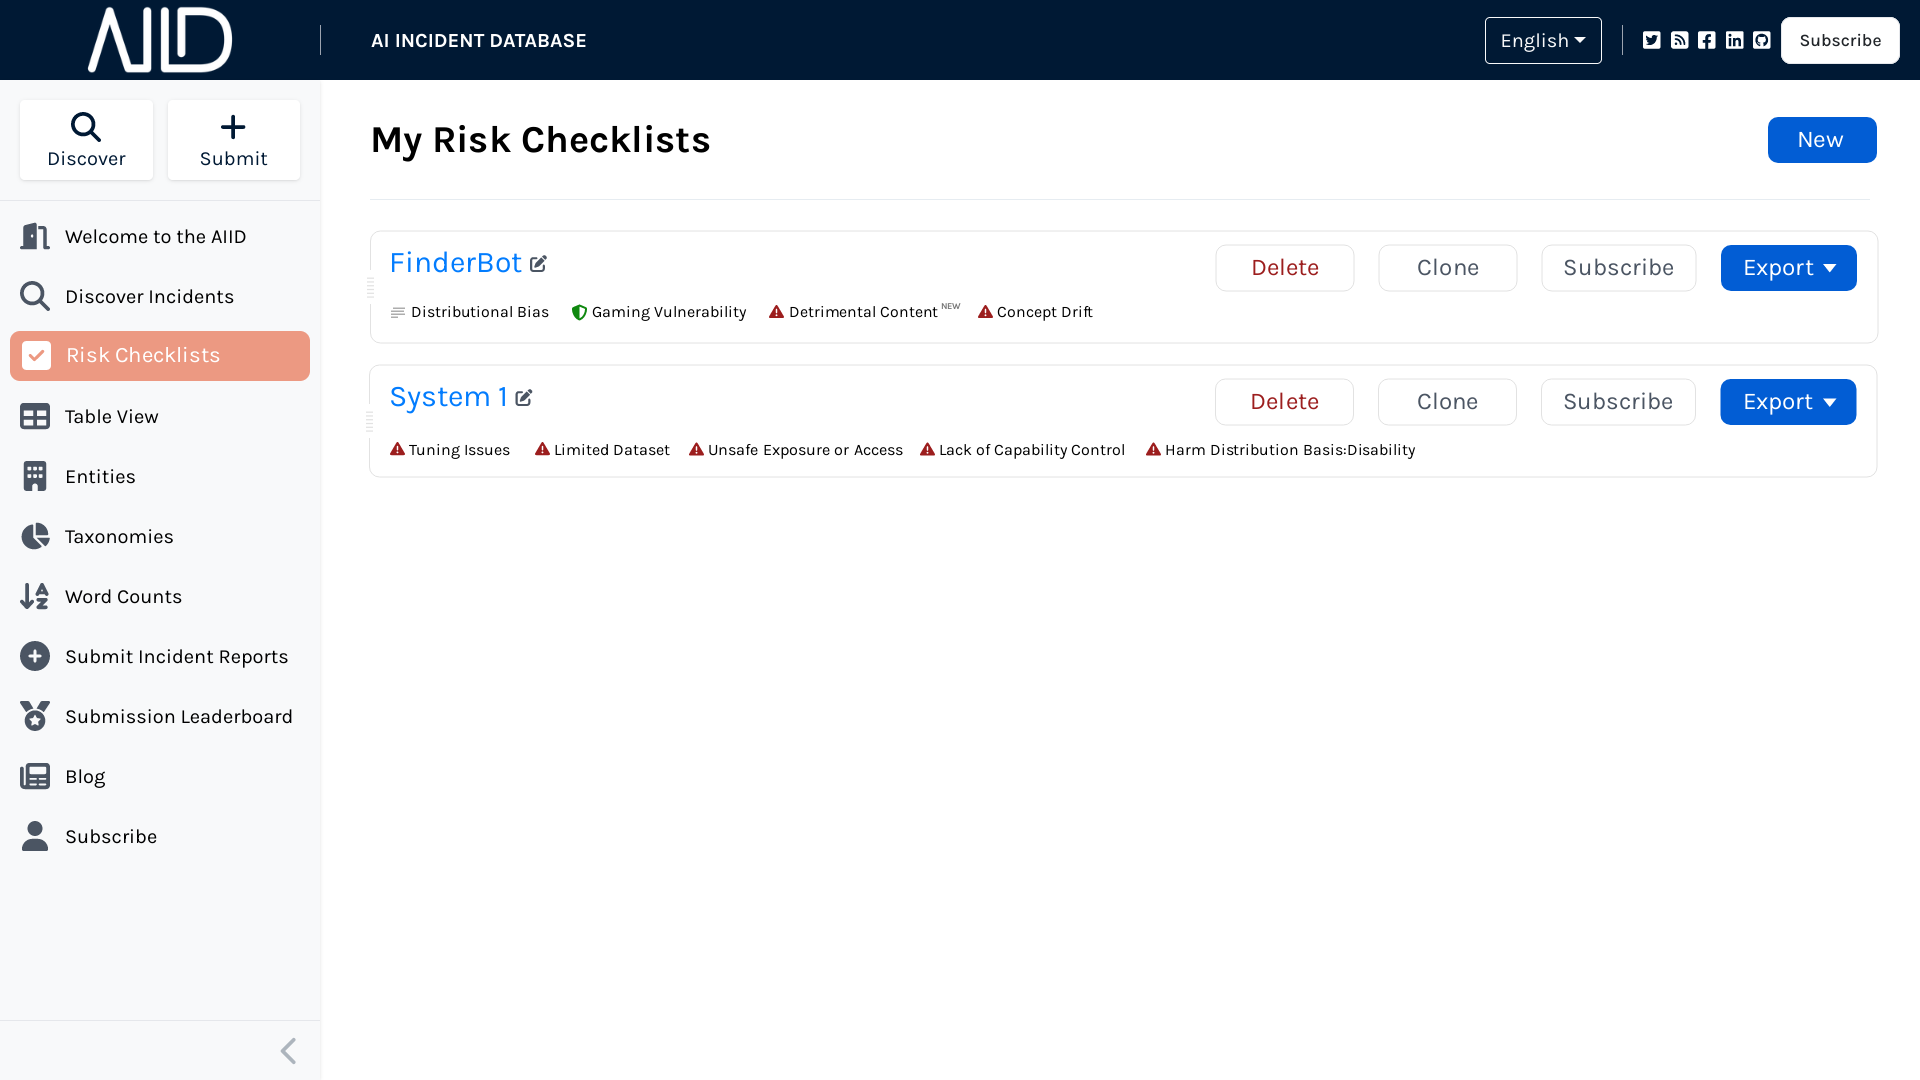 AIID
AI INCIDENT DATABASE
English
Subscribe
Discover
Submit
Welcome to the AIID
Discover Incidents
Risk Checklists
Table View
Entities
Taxonomies
Word Counts
Submit Incident Reports
Submission Leaderboard
Blog
Subscribe
My Risk Checklists
New
FinderBot
Delete
Clone
Subscribe
Export
Distributional Bias Gaming Vulnerability Detrimental Content NEW Concept Drift
System 1
Delete
Clone
Subscribe
Export
Tuning Issues Limited Dataset Unsafe Exposure or Access Lack of Capability Control Harm Distribution Basis:Disability